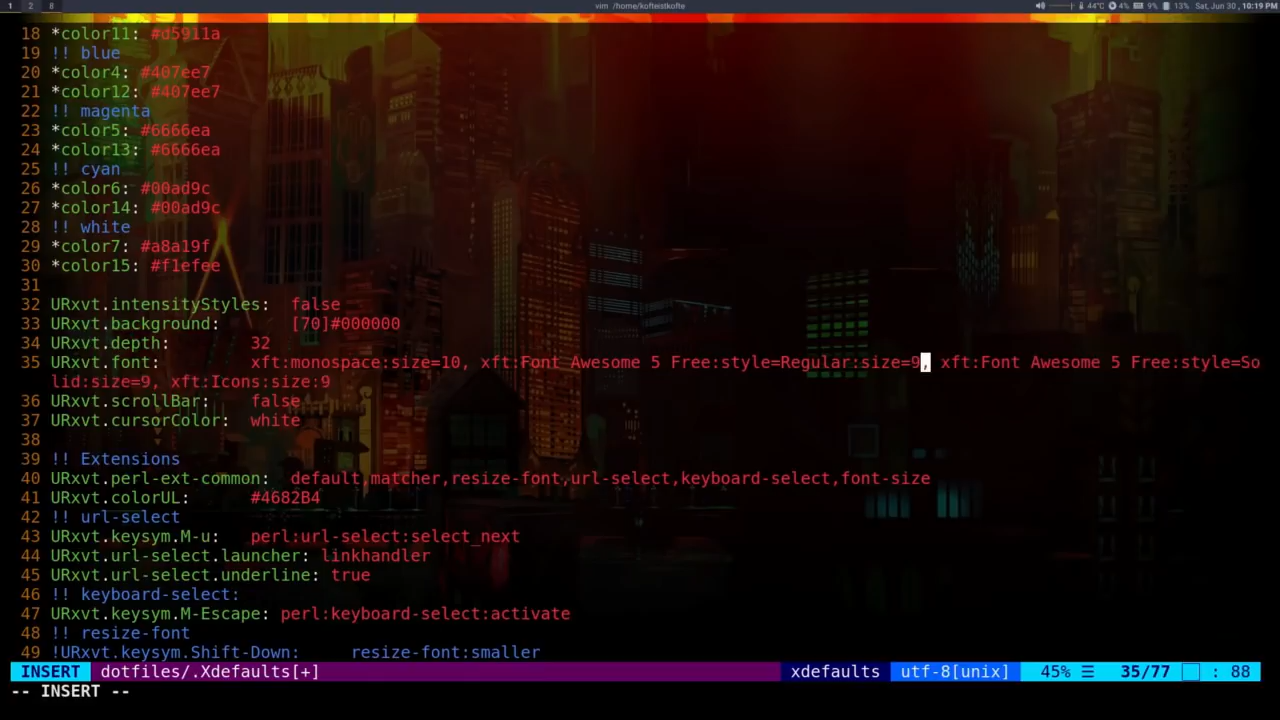 1 2 8 vim /home/kofteistkofte 44°C 4% 9% 13% Sat, Jun 30 , 10:19 PM
18 *color11: #d5911a
19 !! blue
20 *color4: #407ee7
21 *color12: #407ee7
22 !! magenta
23 *color5: #6666ea
24 *color13: #6666ea
25 !! cyan
26 *color6: #00ad9c
27 *color14: #00ad9c
28 !! white
29 *color7: #a8a19f
30 *color15: #f1efee
31
32 URxvt.intensityStyles: false
33 URxvt.background: [70]#000000
34 URxvt.depth: 32
35 URxvt.font: xft:monospace:size=10, xft:Font Awesome 5 Free:style=Regular:size=9, xft:Font Awesome 5 Free:style=So
lid:size=9, xft:Icons:size:9
36 URxvt.scrollBar: false
37 URxvt.cursorColor: white
38
39 !! Extensions
40 URxvt.perl-ext-common: default,matcher,resize-font,url-select,keyboard-select,font-size
41 URxvt.colorUL: #4682B4
42 !! url-select
43 URxvt.keysym.M-u: perl:url-select:select_next
44 URxvt.url-select.launcher: linkhandler
45 URxvt.url-select.underline: true
46 !! keyboard-select:
47 URxvt.keysym.M-Escape: perl:keyboard-select:activate
48 !! resize-font
49 !URxvt.keysym.Shift-Down: resize-font:smaller
INSERT dotfiles/.Xdefaults[+] xdefaults utf-8[unix] 45% ☰ 35/77 : 88
-- INSERT --